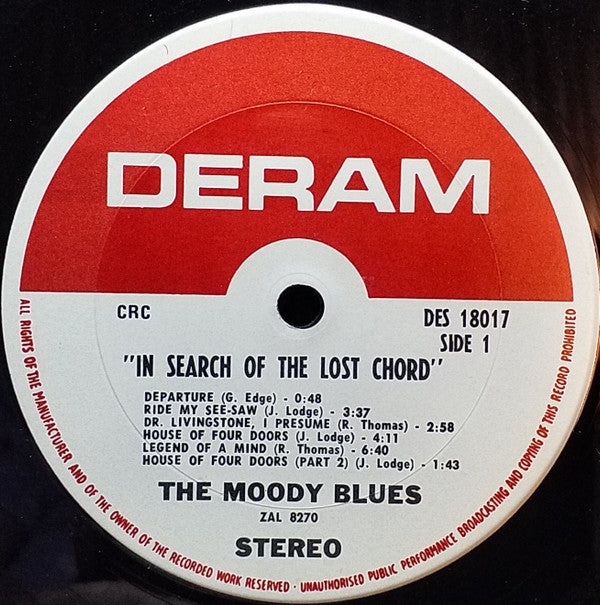 DERAM
CRC
DES 18017
SIDE 1
"IN SEARCH OF THE LOST CHORD"
DEPARTURE (G. Edge) - 0:48
RIDE MY SEE-SAW (J. Lodge) - 3:37
DR. LIVINGSTONE, I PRESUME (R. Thomas) - 2:58
HOUSE OF FOUR DOORS (J. Lodge) - 4:11
LEGEND OF A MIND (R. Thomas) - 6:40
HOUSE OF FOUR DOORS (PART 2) (J. Lodge) - 1:43
THE MOODY BLUES
ZAL 8270
STEREO
ALL RIGHTS OF THE MANUFACTURER AND OF THE OWNER OF THE RECORDED WORK RESERVED · UNAUTHORISED PUBLIC PERFORMANCE BROADCASTING AND COPYING OF THIS RECORD PROHIBITED